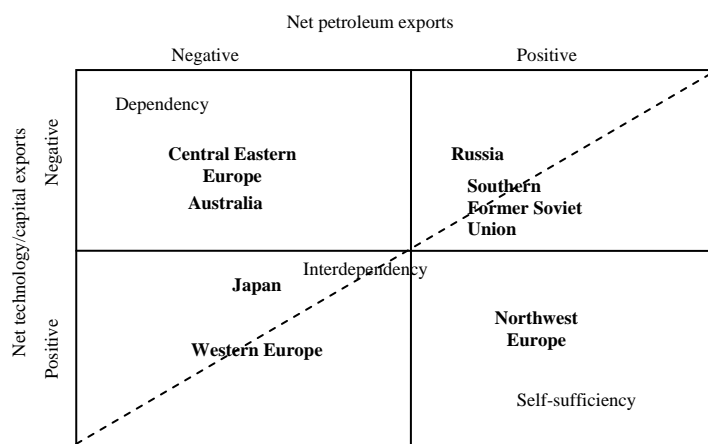 Net petroleum exports
Negative
Positive
Net technology/capital exports
Negative
Positive
Dependency
Central Eastern
Europe
Australia
Russia
Southern
Former Soviet
Union
Interdependency
Japan
Western Europe
Northwest
Europe
Self-sufficiency